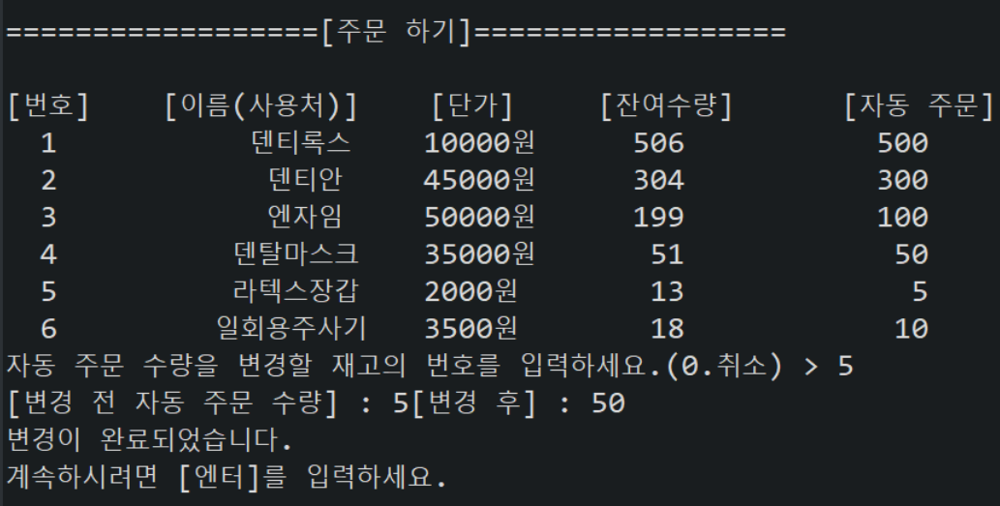 ==================[주문 하기]==================
[번호] [이름(사용처)] [단가] [잔여수량] [자동 주문]
1 덴티록스 10000원 506 500
2 덴티안 45000원 304 300
3 엔자임 50000원 199 100
4 덴탈마스크 35000원 51 50
5 라텍스장갑 2000원 13 5
6 일회용주사기 3500원 18 10
자동 주문 수량을 변경할 재고의 번호를 입력하세요.(0.취소) > 5
[변경 전 자동 주문 수량] : 5[변경 후] : 50
변경이 완료되었습니다.
계속하시려면 [엔터]를 입력하세요.